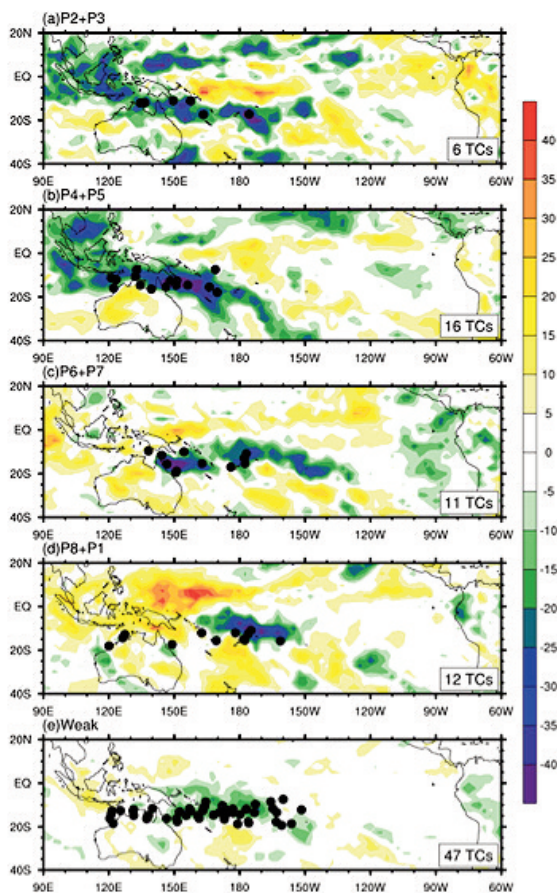 (a)P2+P3
20N
EQ
20S
40S
6 TCs
90E 120E 150E 180 150W 120W 90W 60W
(b)P4+P5
20N
EQ
20S
40S
16 TCs
90E 120E 150E 180 150W 120W 90W 60W
(c)P6+P7
20N
EQ
20S
40S
11 TCs
90E 120E 150E 180 150W 120W 90W 60W
(d)P8+P1
20N
EQ
20S
40S
12 TCs
90E 120E 150E 180 150W 120W 90W 60W
(e)Weak
20N
EQ
20S
40S
47 TCs
90E 120E 150E 180 150W 120W 90W 60W
40
35
30
25
20
15
10
5
0
-5
-10
-15
-20
-25
-30
-35
-40